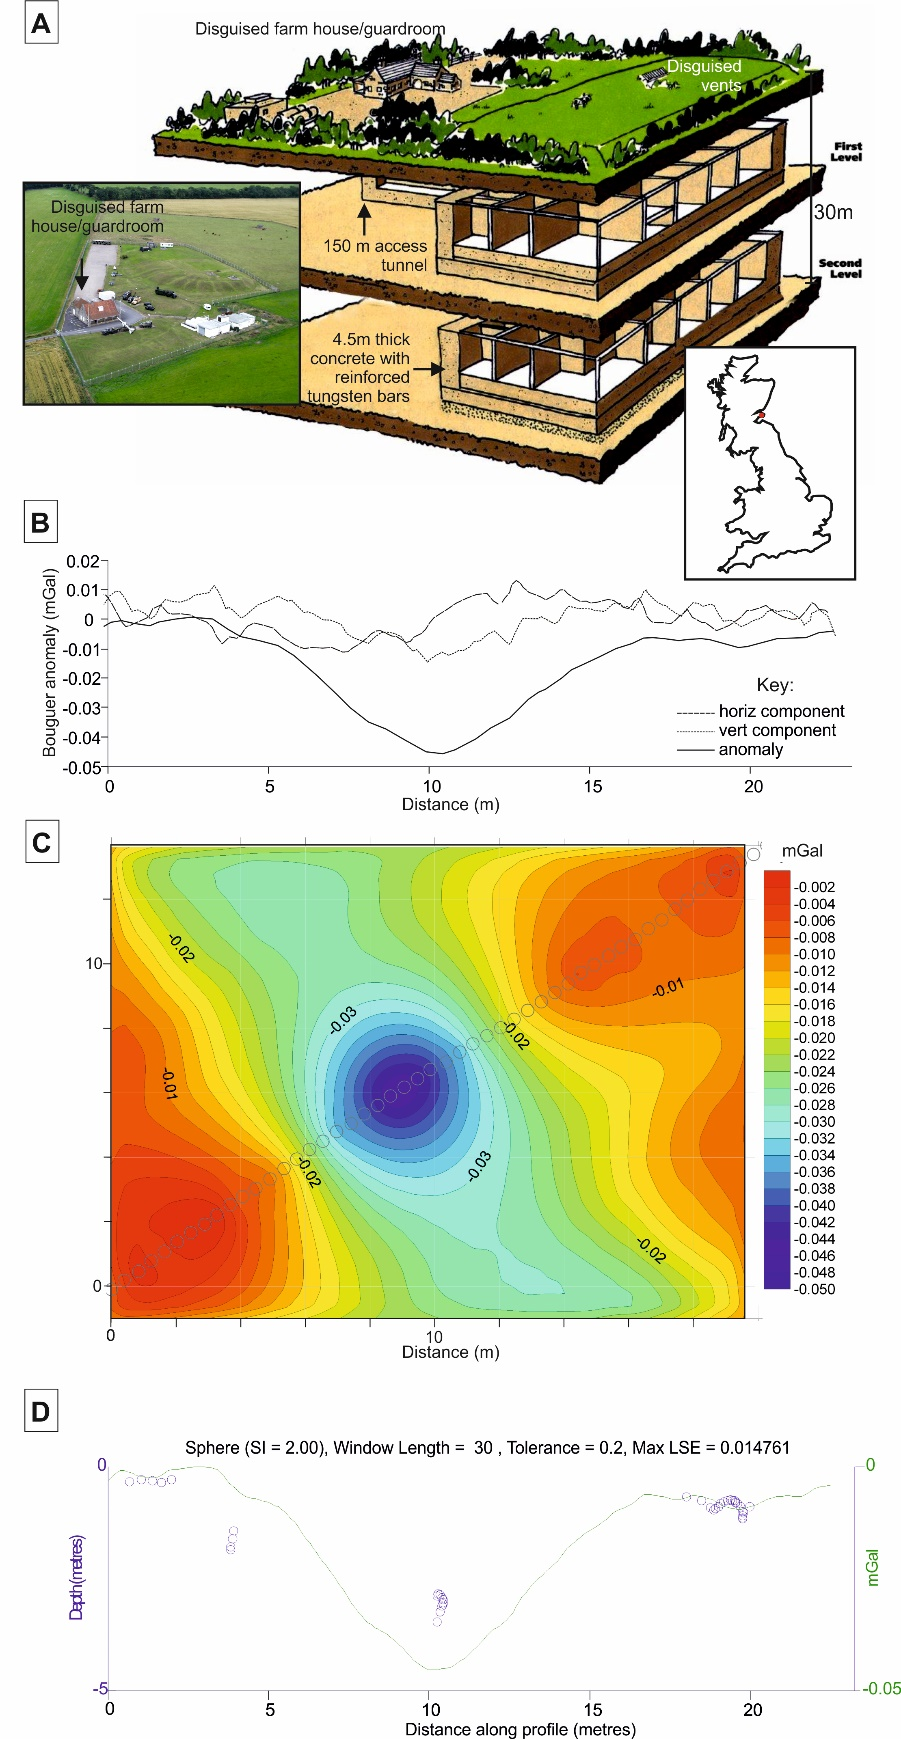 A
Disguised farm house/guardroom
Disguised
vents
First
Level
30m
Second
Level
Disguised farm
house/guardroom
150 m access
tunnel
4.5m thick
concrete with
reinforced
tungsten bars
B
Bouguer anomaly (mGal)
0.02
0.01
0
-0.01
-0.02
-0.03
-0.04
-0.05
0
5
10
15
20
Distance (m)
Key:
horiz component
vert component
anomaly
C
10
0
-0.02
-0.01
-0.03
-0.02
-0.01
-0.02
-0.03
-0.02
0
10
Distance (m)
mGal
-0.002
-0.004
-0.006
-0.008
-0.010
-0.012
-0.014
-0.016
-0.018
-0.020
-0.022
-0.024
-0.026
-0.028
-0.030
-0.032
-0.034
-0.036
-0.038
-0.040
-0.042
-0.044
-0.046
-0.048
-0.050
D
Sphere (SI = 2.00), Window Length = 30 , Tolerance = 0.2, Max LSE = 0.014761
0
Depth(metres)
-5
0
mGal
-0.05
0
5
10
15
20
Distance along profile (metres)